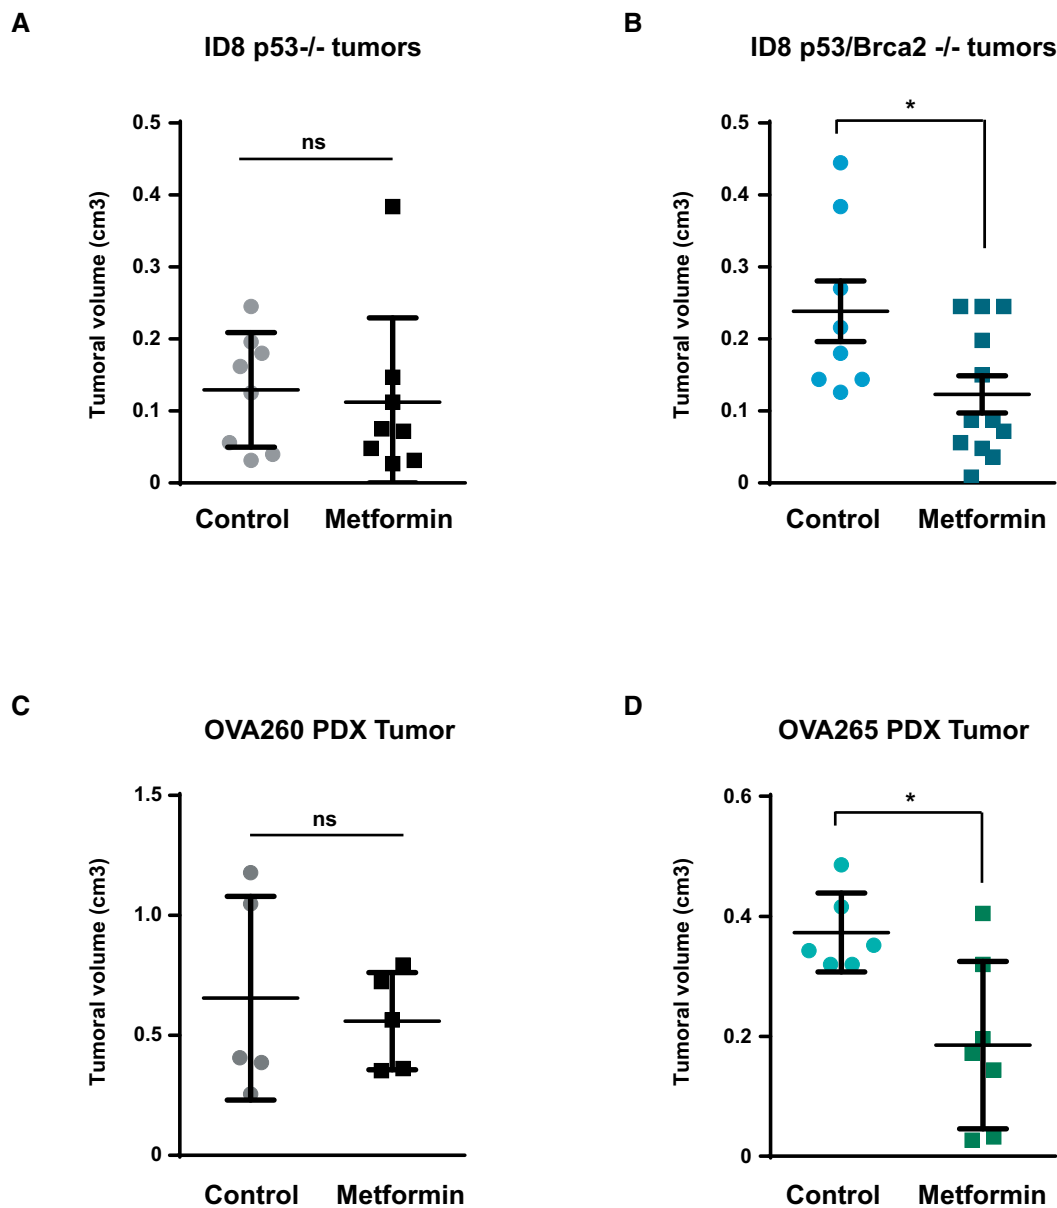 A
ID8 p53-/- tumors
Tumoral volume (cm3)
0.5
0.4
0.3
0.2
0.1
0
ns
Control Metformin
B
ID8 p53/Brca2 -/- tumors
Tumoral volume (cm3)
0.5
0.4
0.3
0.2
0.1
0
*
Control Metformin
C
OVA260 PDX Tumor
Tumoral volume (cm3)
1.5
1.0
0.5
0
ns
Control Metformin
D
OVA265 PDX Tumor
Tumoral volume (cm3)
0.6
0.4
0.2
0
*
Control Metformin